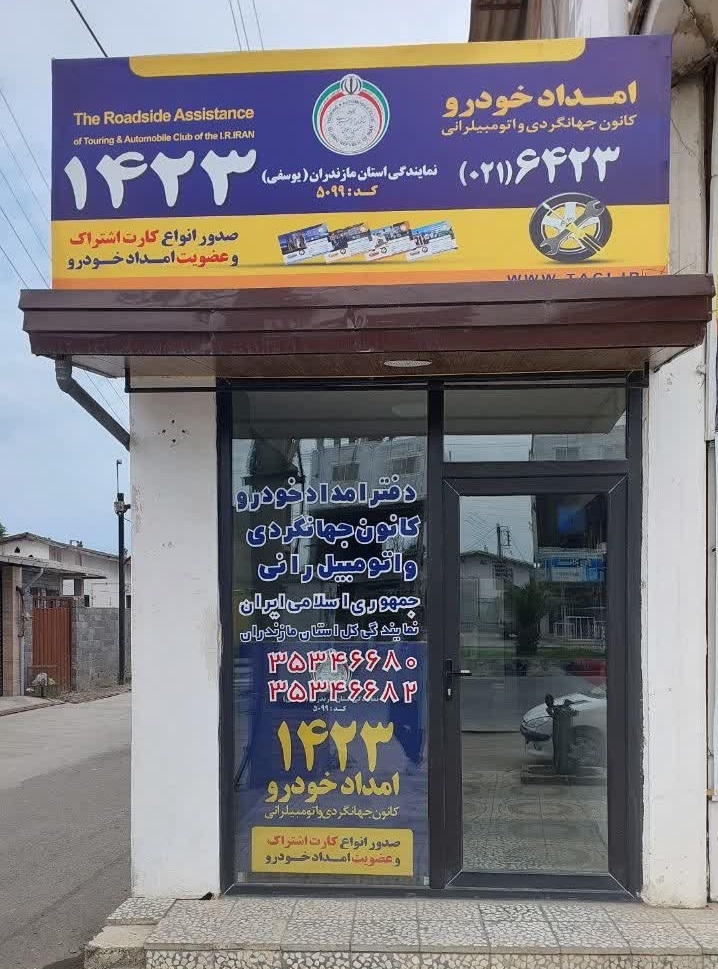 امداد خودرو
کانون جهانگردی و اتومبیلرانی
(۰۲۱)۶۴۲۳
The Roadside Assistance
of Touring & Automobile Club of the I.R.IRAN
۱۴۲۳
نمایندگی استان مازندران (یوسفی)
کد: ۵۰۹۹
صدور انواع کارت اشتراک
و عضویت امداد خودرو
WWW.TACI.IR
دفتر امداد خودرو
کانون جهانگردی
و اتومبیل رانی
جمهوری اسلامی ایران
نمایندگی کل استان مازندران
۳۵۳۴۶۶۸۰
۳۵۳۴۶۶۸۲
کد: ۵۰۹۹
۱۴۲۳
امداد خودرو
کانون جهانگردی و اتومبیلرانی
صدور انواع کارت اشتراک
و عضویت امداد خودرو